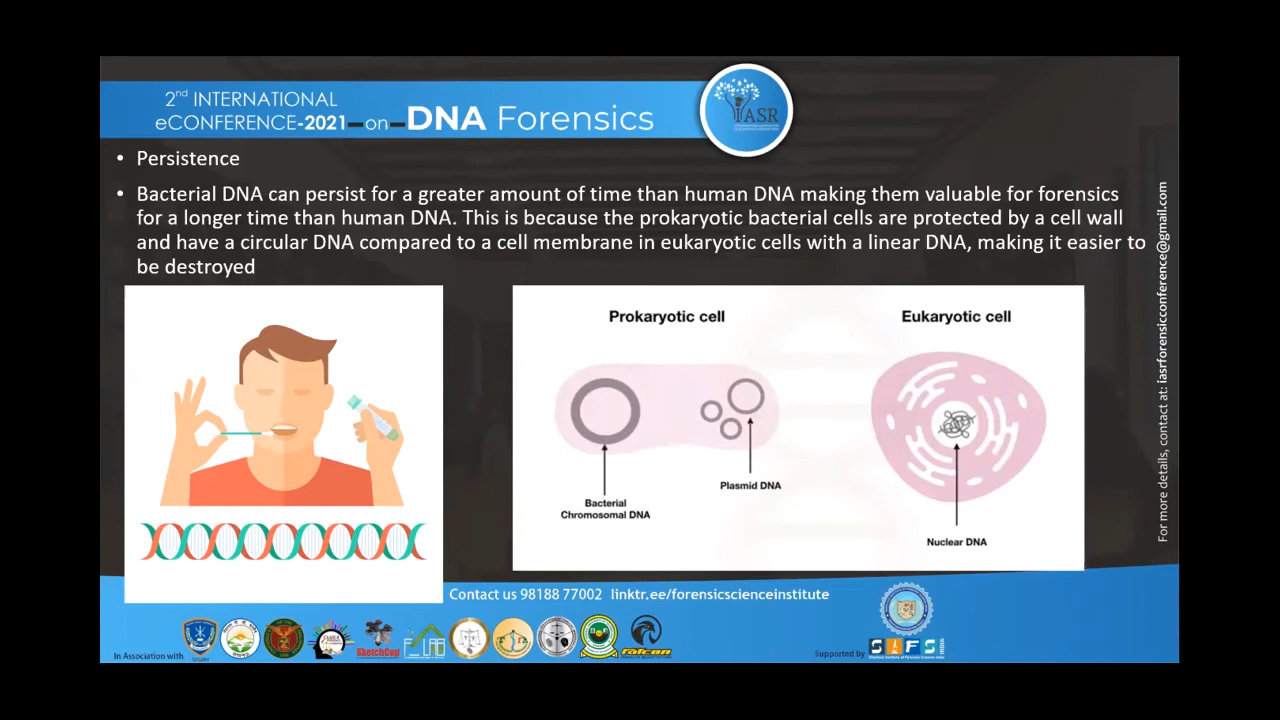 2nd INTERNATIONAL
eCONFERENCE-2021-on-DNA Forensics
IASR
• Persistence
• Bacterial DNA can persist for a greater amount of time than human DNA making them valuable for forensics
for a longer time than human DNA. This is because the prokaryotic bacterial cells are protected by a cell wall
and have a circular DNA compared to a cell membrane in eukaryotic cells with a linear DNA, making it easier to
be destroyed
Prokaryotic cell
Eukaryotic cell
Plasmid DNA
Bacterial
Chromosomal DNA
Nuclear DNA
For more details, contact at: iasrforensicconference@gmail.com
Contact us 98188 77002 linktr.ee/forensicscienceinstitute
In Association with
SketchCop
falcon
Supported by
SIFS
INDIA